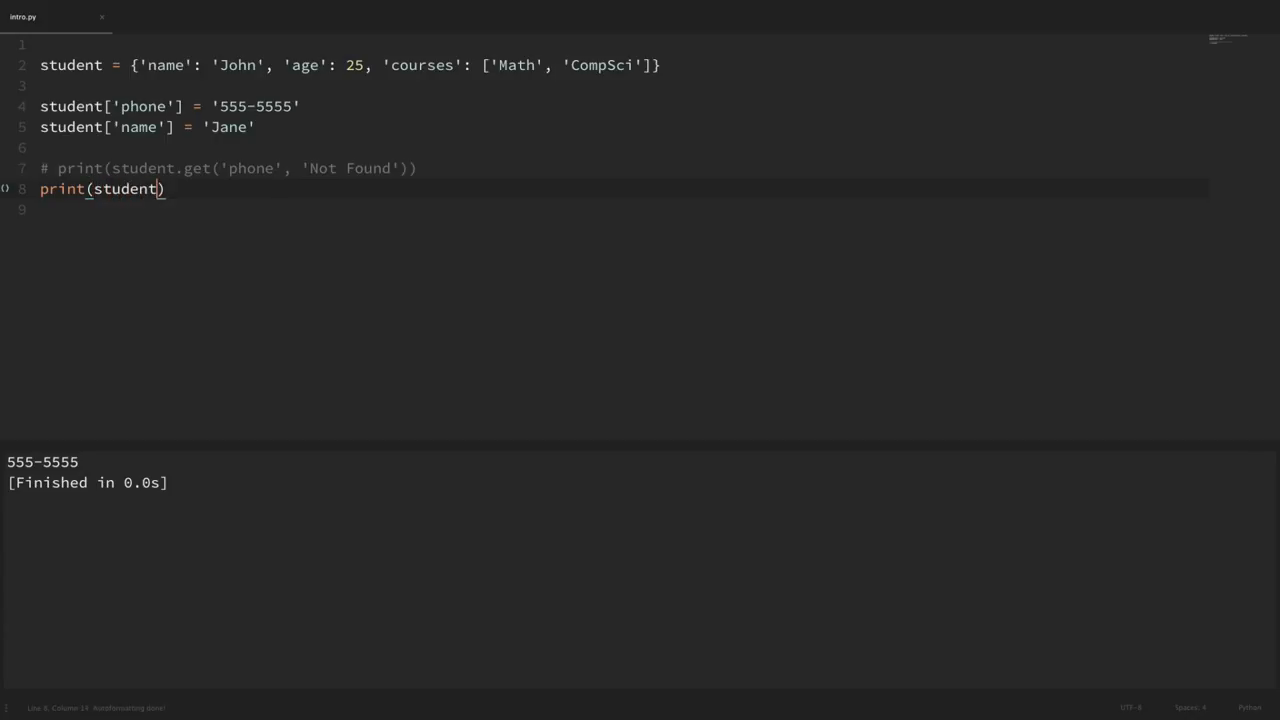 intro.py ×
1
2 student = {'name': 'John', 'age': 25, 'courses': ['Math', 'CompSci']}
3
4 student['phone'] = '555-5555'
5 student['name'] = 'Jane'
6
7 # print(student.get('phone', 'Not Found'))
() 8 print(student)
9
555-5555
[Finished in 0.0s]
Line 8, Column 14 Autoformatting done! UTF-8 Spaces: 4 Python